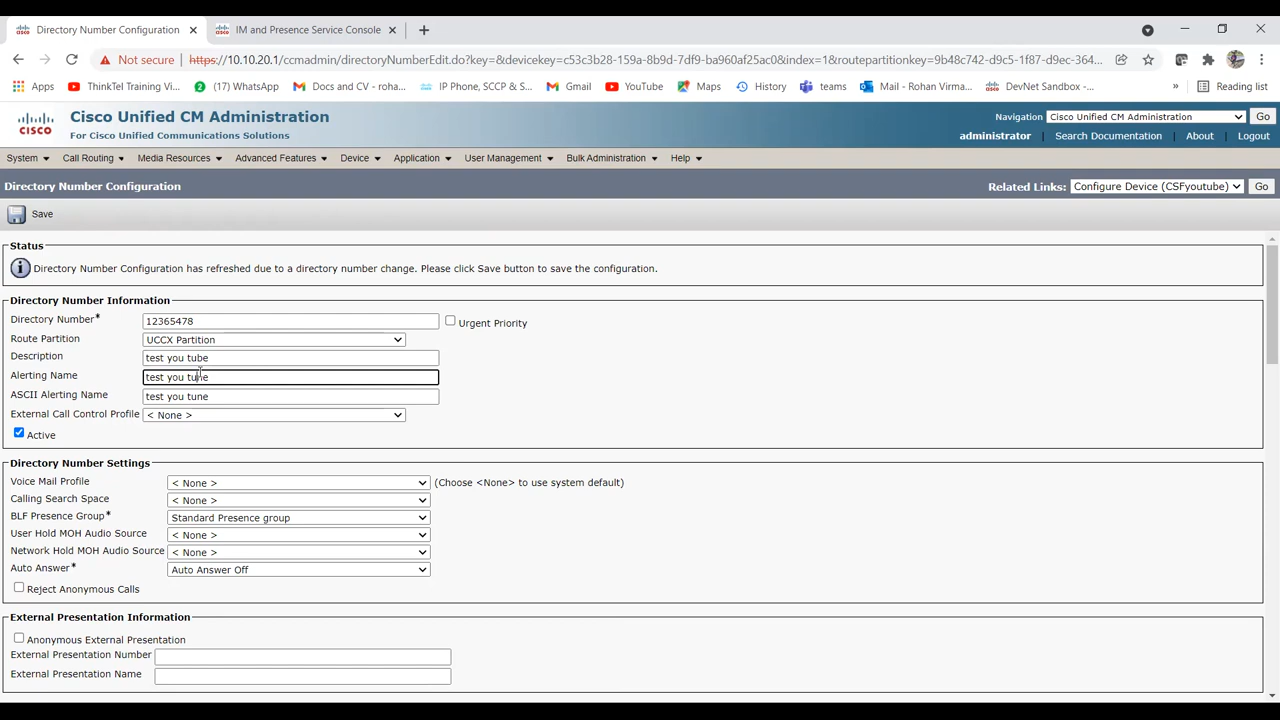 Directory Number Configuration
IM and Presence Service Console
Not secure https://10.10.20.1/ccmadmin/directoryNumberEdit.do?key=&devicekey=c53c3b28-159a-8b9d-7df9-ba960af25ac0&index=1&routepartitionkey=9b48c742-d9c5-1f87-d9ec-364...
Apps ThinkTel Training Vi... (17) WhatsApp Docs and CV - roha... IP Phone, SCCP & S... Gmail YouTube Maps History teams Mail - Rohan Virma... DevNet Sandbox -... » Reading list
CISCO
Cisco Unified CM Administration
For Cisco Unified Communications Solutions
Navigation Cisco Unified CM Administration Go
administrator Search Documentation About Logout
System Call Routing Media Resources Advanced Features Device Application User Management Bulk Administration Help
Directory Number Configuration
Related Links: Configure Device (CSFyoutube) Go
Save
Status
Directory Number Configuration has refreshed due to a directory number change. Please click Save button to save the configuration.
Directory Number Information
Directory Number* 12365478 Urgent Priority
Route Partition UCCX Partition
Description test you tube
Alerting Name test you tune
ASCII Alerting Name test you tune
External Call Control Profile < None >
Active
Directory Number Settings
Voice Mail Profile < None > (Choose <None> to use system default)
Calling Search Space < None >
BLF Presence Group* Standard Presence group
User Hold MOH Audio Source < None >
Network Hold MOH Audio Source < None >
Auto Answer* Auto Answer Off
Reject Anonymous Calls
External Presentation Information
Anonymous External Presentation
External Presentation Number
External Presentation Name